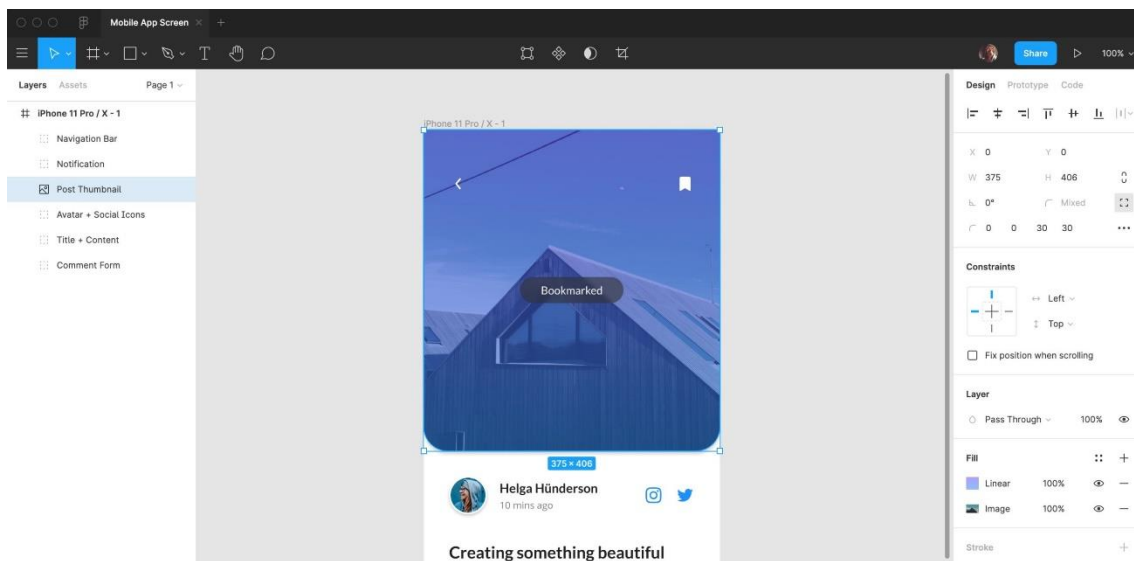 Mobile App Screen
Share
100%
Layers Assets Page 1
iPhone 11 Pro / X - 1
Navigation Bar
Notification
Post Thumbnail
Avatar + Social Icons
Title + Content
Comment Form
iPhone 11 Pro / X - 1
Bookmarked
375 × 406
Helga Hünderson
10 mins ago
Creating something beautiful
Design Prototype Code
X 0 Y 0
W 375 H 406
0° Mixed
0 0 30 30
Constraints
Left
Top
Fix position when scrolling
Layer
Pass Through 100%
Fill
Linear 100%
Image 100%
Stroke